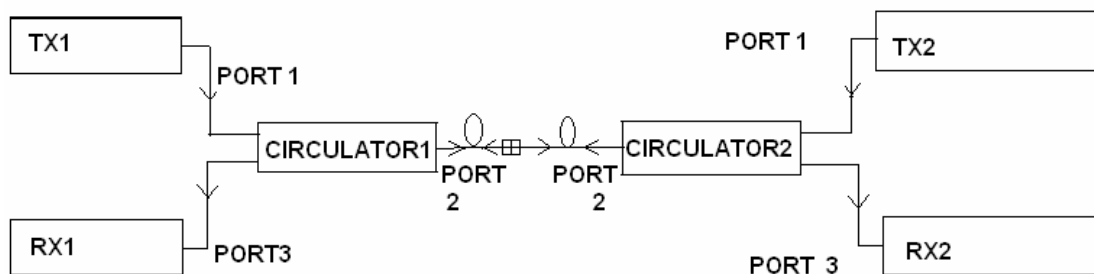 TX1
PORT 1
TX2
PORT 1
CIRCULATOR1
CIRCULATOR2
PORT
2
PORT
2
RX1
PORT3
RX2
PORT 3